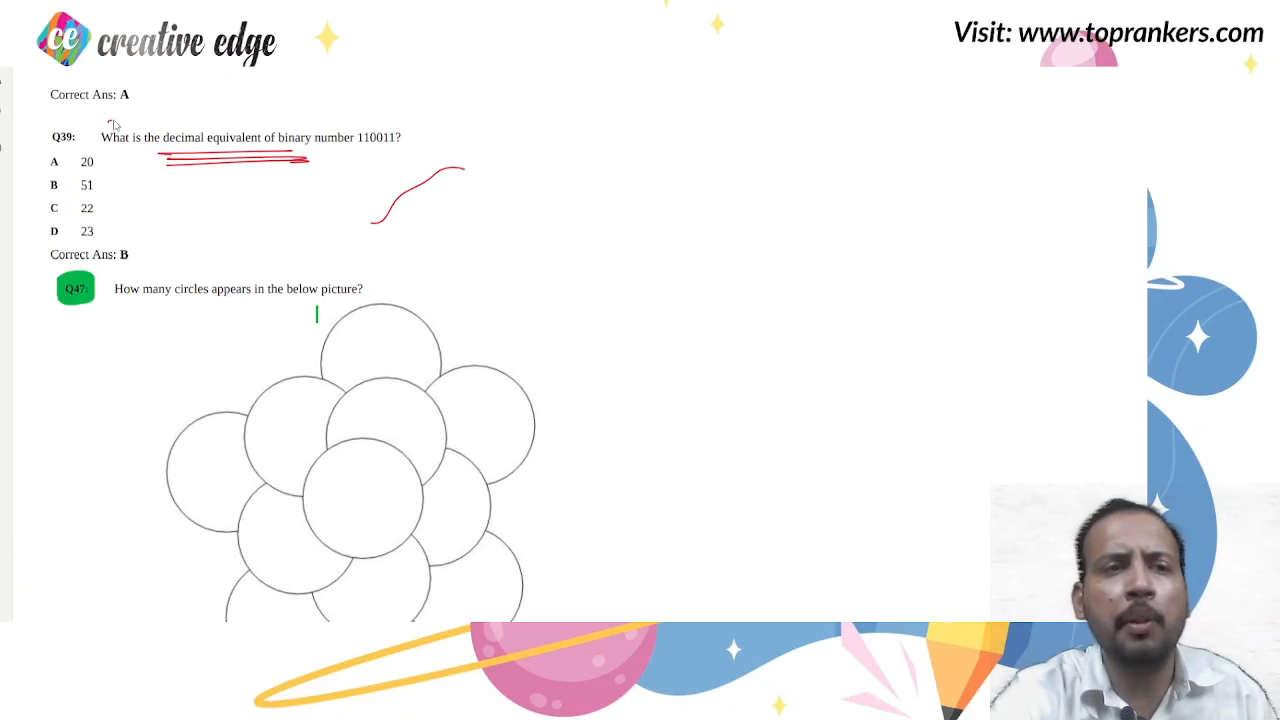 ce creative edge
Visit: www.toprankers.com
Correct Ans: A
Q39: What is the decimal equivalent of binary number 110011?
A 20
B 51
C 22
D 23
Correct Ans: B
Q47: How many circles appears in the below picture?